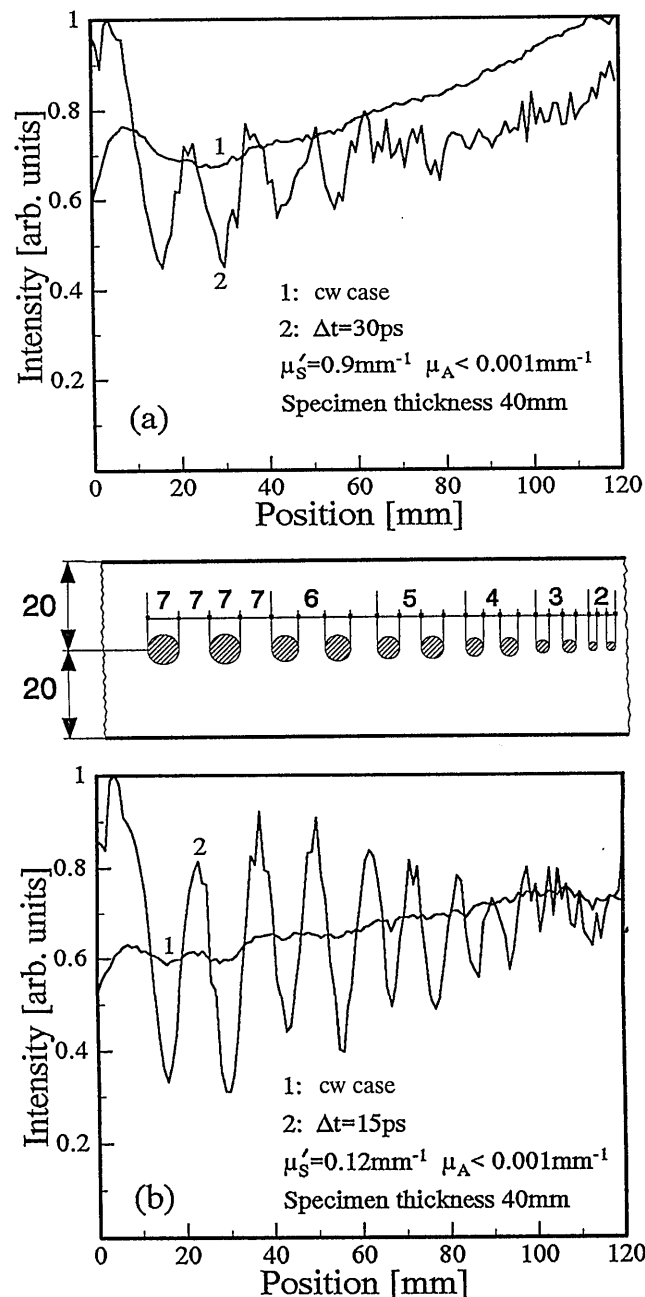 1
0.8
0.6
0.4
0.2
Intensity [arb. units]
1
2
1: cw case
2: Δt=30ps
μS′=0.9mm-1 μA< 0.001mm-1
Specimen thickness 40mm
(a)
0 20 40 60 80 100 120
Position [mm]
20
20
7 7 7 7 6 5 4 3 2
1
0.8
0.6
0.4
0.2
Intensity [arb. units]
2
1
1: cw case
2: Δt=15ps
μS′=0.12mm-1 μA< 0.001mm-1
Specimen thickness 40mm
(b)
0 20 40 60 80 100 120
Position [mm]